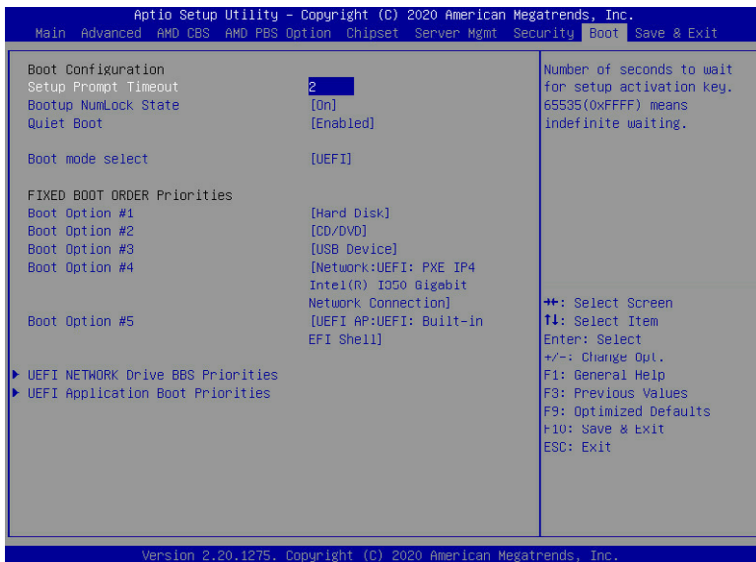 Aptio Setup Utility – Copyright (C) 2020 American Megatrends, Inc.
Main Advanced AMD CBS AMD PBS Option Chipset Server Mgmt Security Boot Save & Exit
Boot Configuration
Setup Prompt Timeout 2
Bootup NumLock State [On]
Quiet Boot [Enabled]
Boot mode select [UEFI]
FIXED BOOT ORDER Priorities
Boot Option #1 [Hard Disk]
Boot Option #2 [CD/DVD]
Boot Option #3 [USB Device]
Boot Option #4 [Network:UEFI: PXE IP4
Intel(R) I350 Gigabit
Network Connection]
Boot Option #5 [UEFI AP:UEFI: Built-in
EFI Shell]
UEFI NETWORK Drive BBS Priorities
UEFI Application Boot Priorities
Number of seconds to wait
for setup activation key.
65535(0xFFFF) means
indefinite waiting.
→←: Select Screen
↑↓: Select Item
Enter: Select
+/-: Change Opt.
F1: General Help
F3: Previous Values
F9: Optimized Defaults
F10: Save & Exit
ESC: Exit
Version 2.20.1275. Copyright (C) 2020 American Megatrends, Inc.